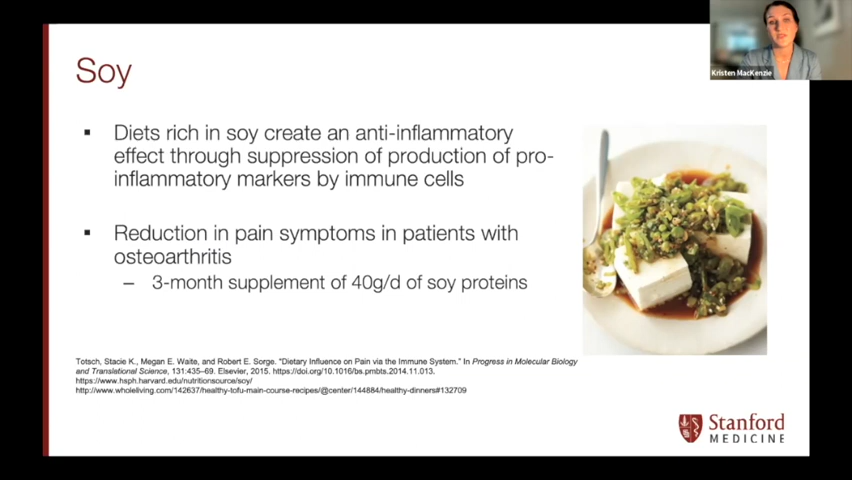 Kristen MacKenzie
Soy
▪ Diets rich in soy create an anti-inflammatory
effect through suppression of production of pro-
inflammatory markers by immune cells
▪ Reduction in pain symptoms in patients with
osteoarthritis
– 3-month supplement of 40g/d of soy proteins
Totsch, Stacie K., Megan E. Waite, and Robert E. Sorge. "Dietary Influence on Pain via the Immune System." In Progress in Molecular Biology
and Translational Science, 131:435–69. Elsevier, 2015. https://doi.org/10.1016/bs.pmbts.2014.11.013.
https://www.hsph.harvard.edu/nutritionsource/soy/
http://www.wholeliving.com/142637/healthy-tofu-main-course-recipes/@center/144884/healthy-dinners#132709
Stanford
MEDICINE